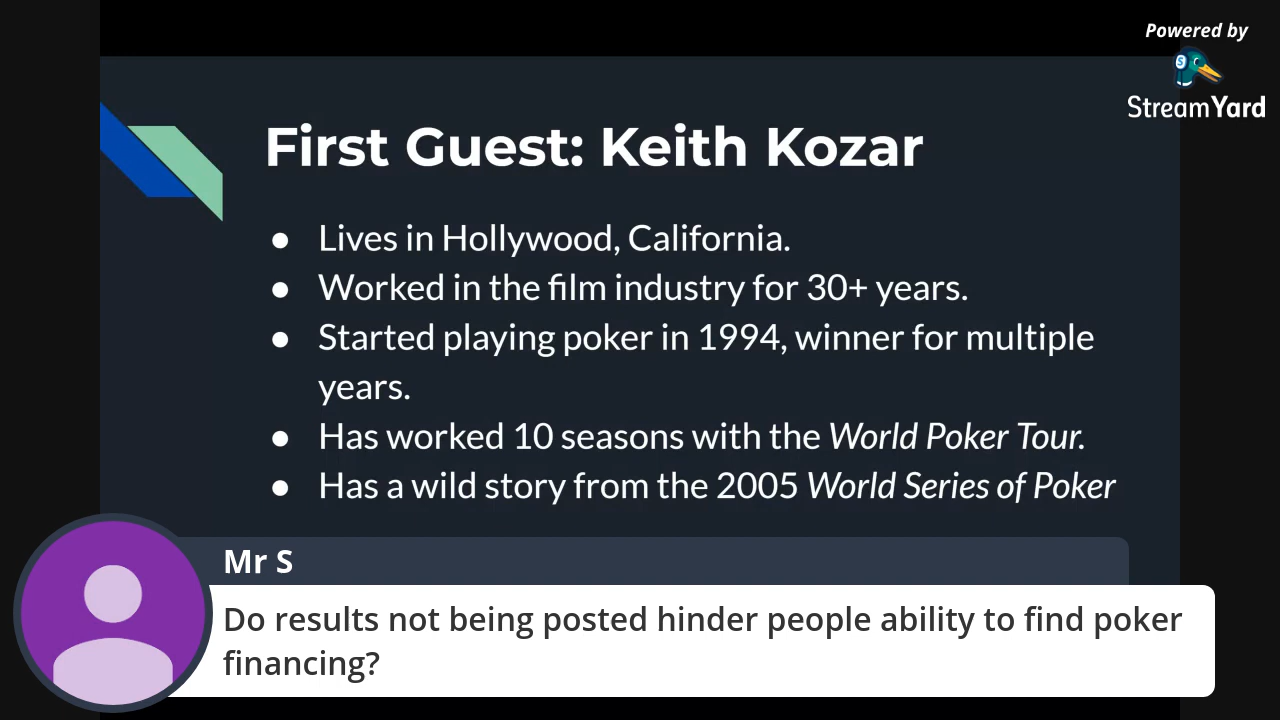 Powered by
StreamYard
First Guest: Keith Kozar
● Lives in Hollywood, California.
● Worked in the film industry for 30+ years.
● Started playing poker in 1994, winner for multiple
years.
● Has worked 10 seasons with the World Poker Tour.
● Has a wild story from the 2005 World Series of Poker
Mr S
Do results not being posted hinder people ability to find poker
financing?